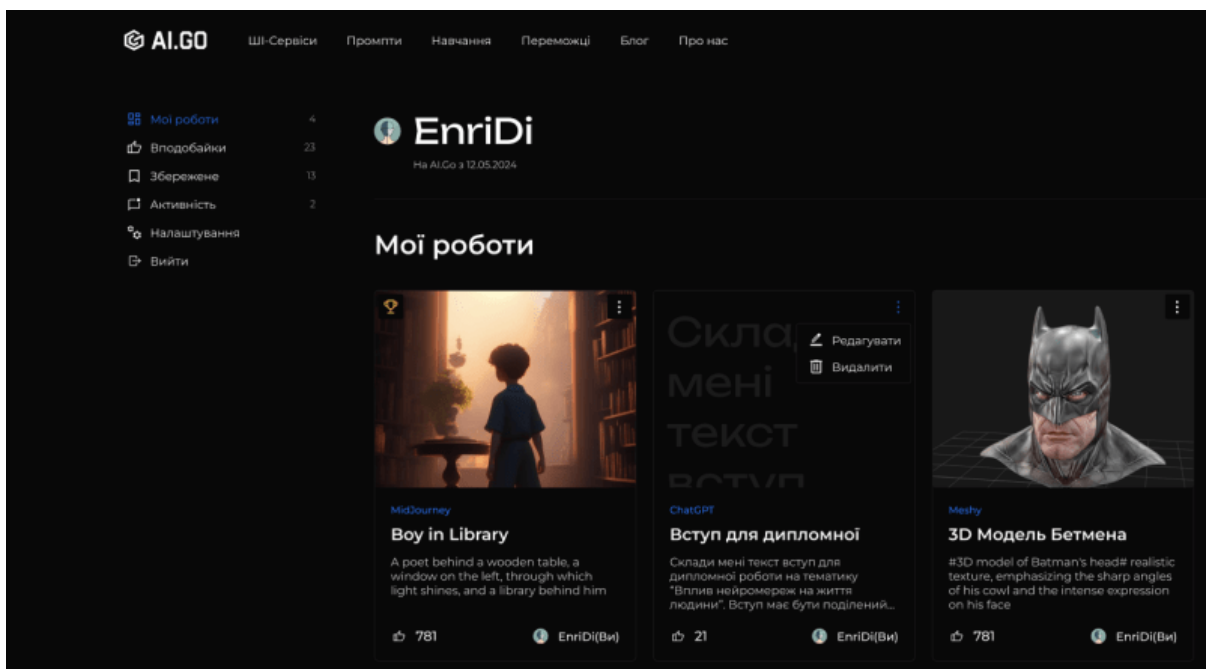 AI.GO ШІ-Сервіси Промпти Навчання Переможці Блог Про нас
Мої роботи 4
Вподобайки 23
Збережене 13
Активність 2
Налаштування
Вийти
EnriDi
На AI.Go з 12.05.2024
Мої роботи
MidJourney
Boy in Library
A poet behind a wooden table, a
window on the left, through which
light shines, and a library behind him
781 EnriDi(Ви)
Склади
мені
текст
вступ
Редагувати
Видалити
ChatGPT
Вступ для дипломної
Склади мені текст вступ для
дипломної роботи на тематику
"Вплив нейромереж на життя
людини". Вступ має бути поділений...
21 EnriDi(Ви)
Meshy
3D Модель Бетмена
#3D model of Batman's head# realistic
texture, emphasizing the sharp angles
of his cowl and the intense expression
on his face
781 EnriDi(Ви)